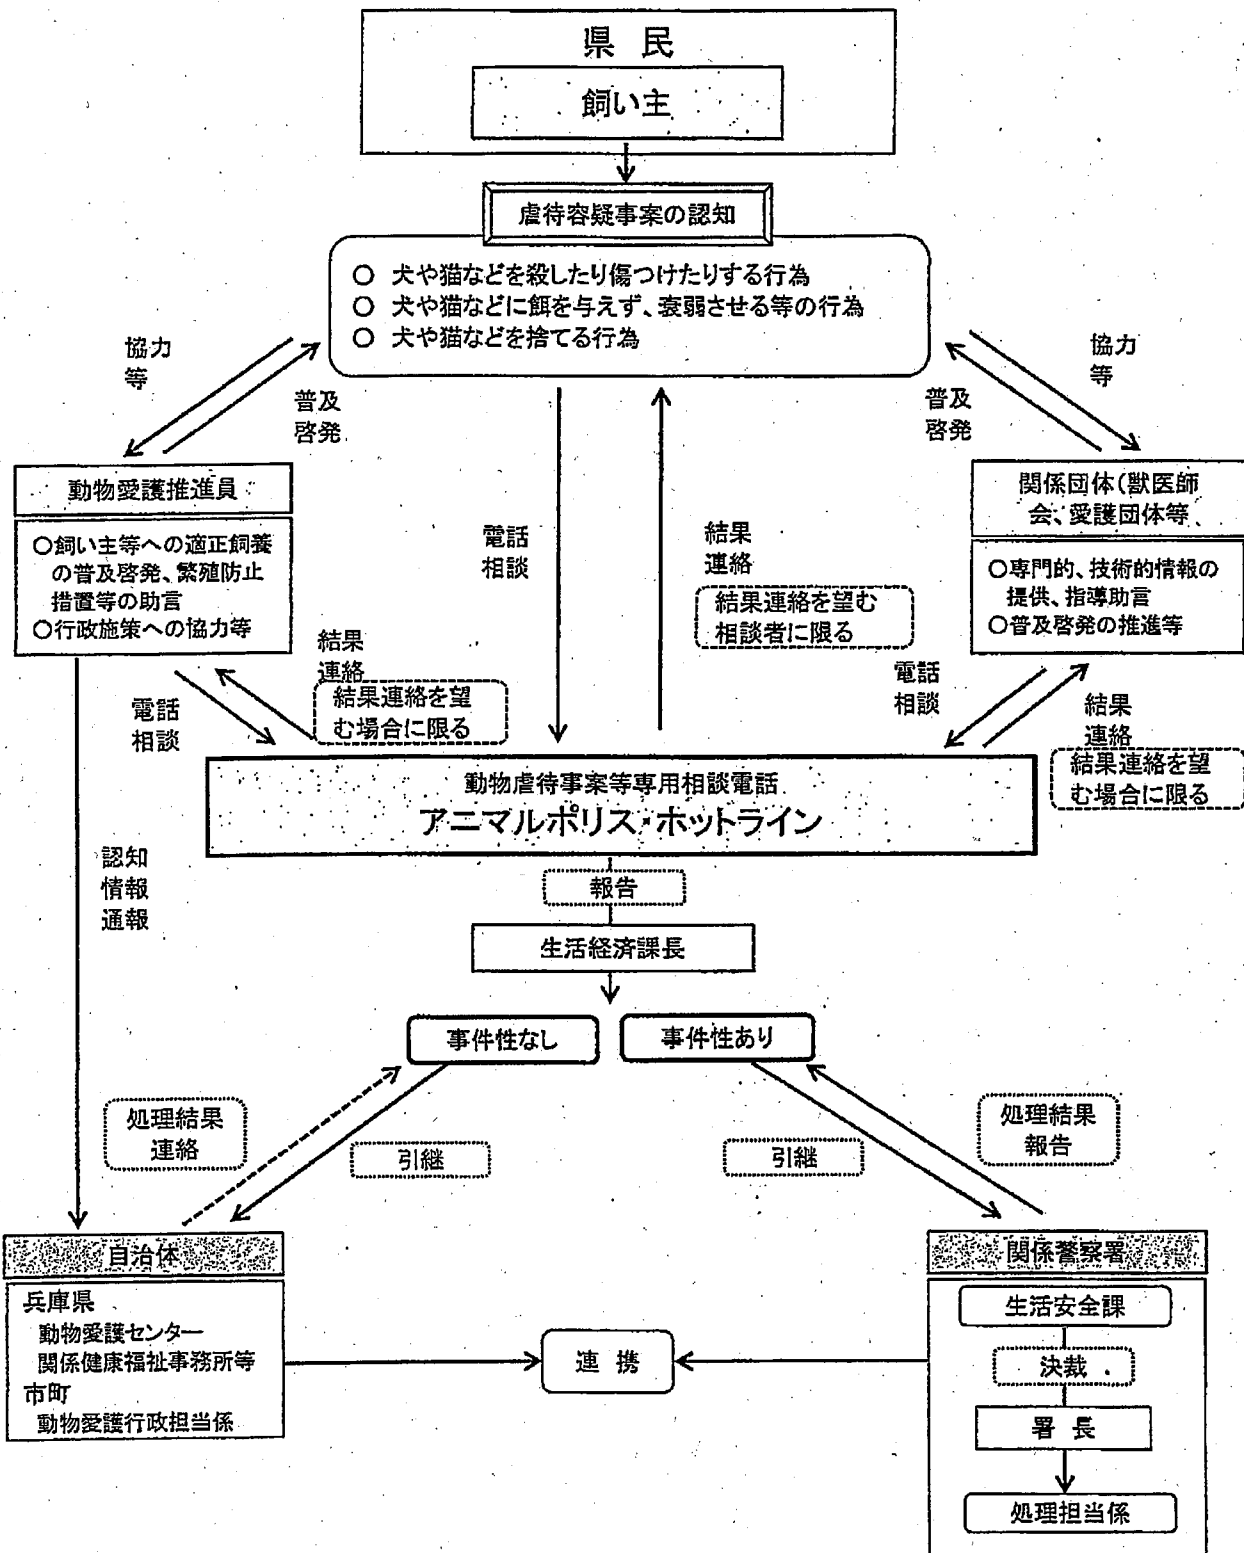 県 民
飼い主
虐待容疑事案の認知
○ 犬や猫などを殺したり傷つけたりする行為
○ 犬や猫などに餌を与えず、衰弱させる等の行為
○ 犬や猫などを捨てる行為
協力
等
普及
啓発
協力
等
普及
啓発
動物愛護推進員
○飼い主等への適正飼養
の普及啓発、繁殖防止
措置等の助言
○行政施策への協力等
関係団体(獣医師
会、愛護団体等
○専門的、技術的情報の
提供、指導助言
○普及啓発の推進等
電話
相談
結果
連絡
結果連絡を望む
相談者に限る
電話
相談
結果
連絡
結果連絡を望
む場合に限る
電話
相談
結果
連絡
結果連絡を望
む場合に限る
動物虐待事案等専用相談電話
アニマルポリス・ホットライン
認知
情報
通報
報告
生活経済課長
事件性なし
事件性あり
処理結果
連絡
引継
引継
処理結果
報告
自治体
兵庫県
動物愛護センター
関係健康福祉事務所等
市町
動物愛護行政担当係
連 携
関係警察署
生活安全課
決裁
署 長
処理担当係